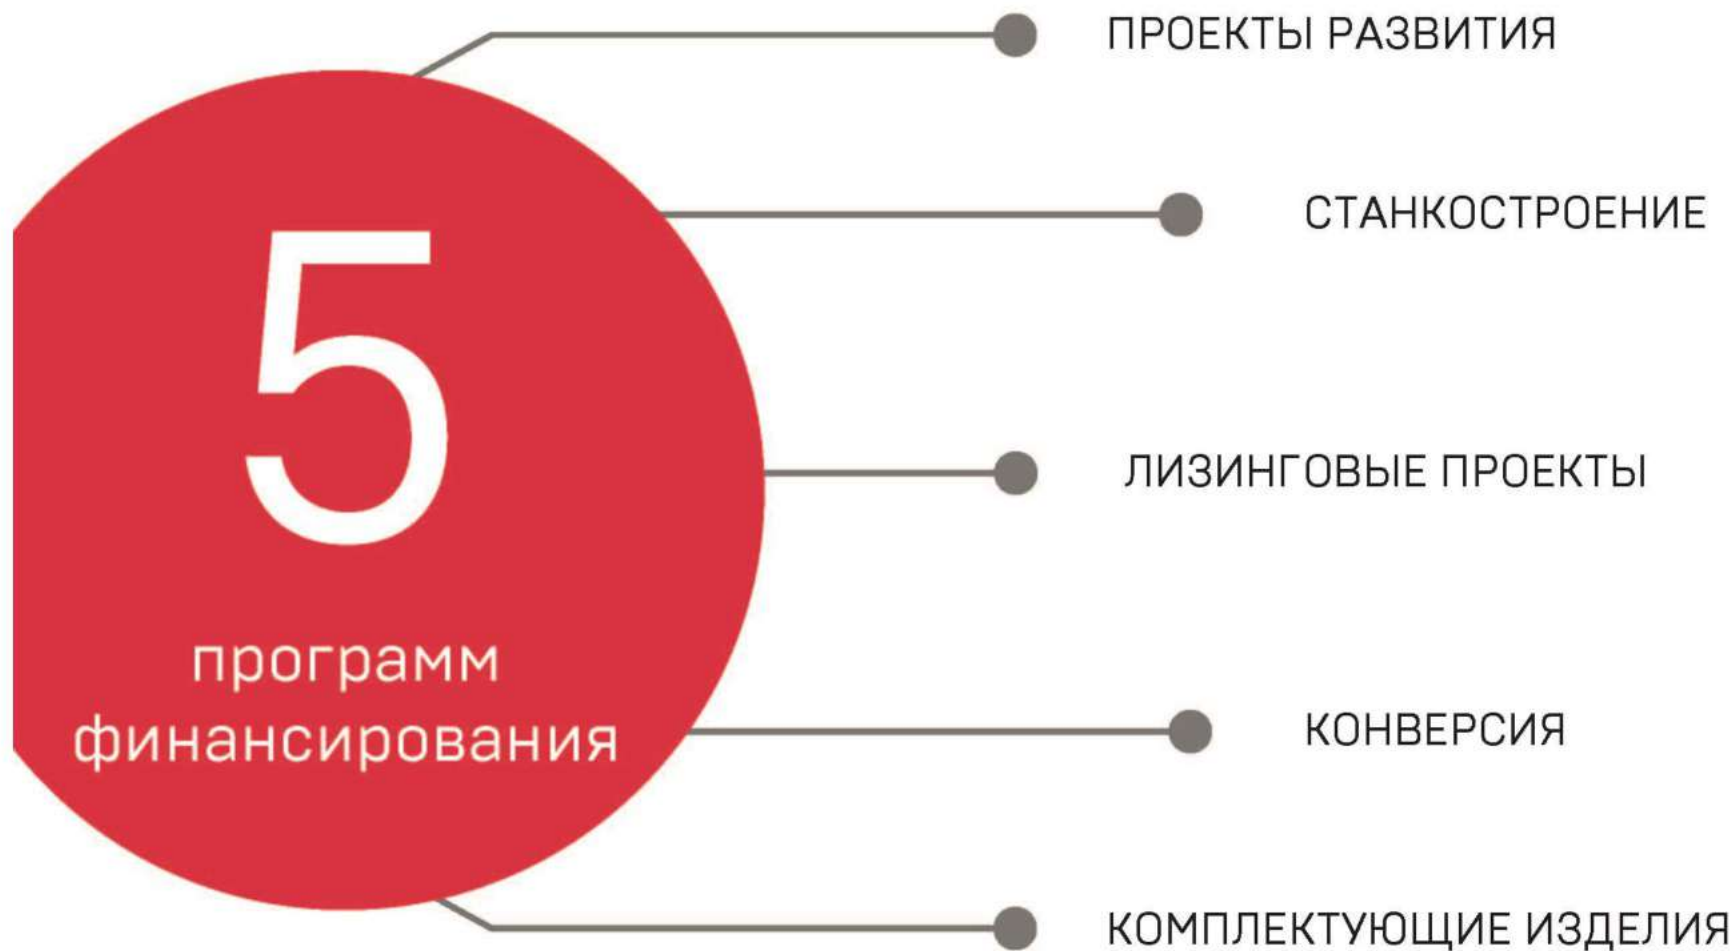 5
программ
финансирования
ПРОЕКТЫ РАЗВИТИЯ
СТАНКОСТРОЕНИЕ
ЛИЗИНГОВЫЕ ПРОЕКТЫ
КОНВЕРСИЯ
КОМПЛЕКТУЮЩИЕ ИЗДЕЛИЯ